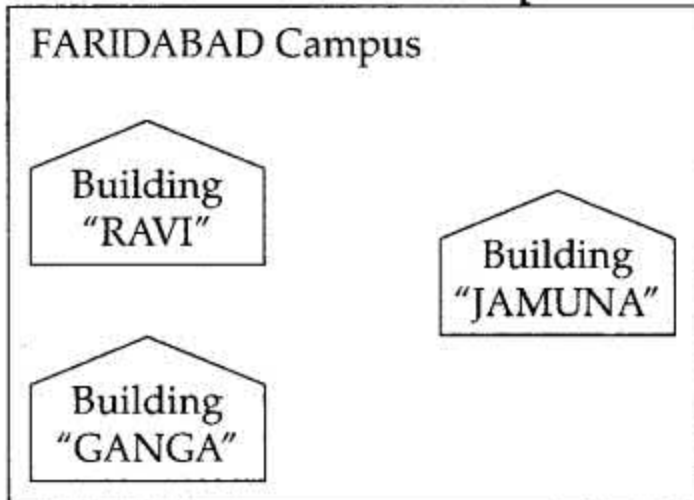 FARIDABAD Campus
Building
“RAVI”
Building
“JAMUNA”
Building
“GANGA”